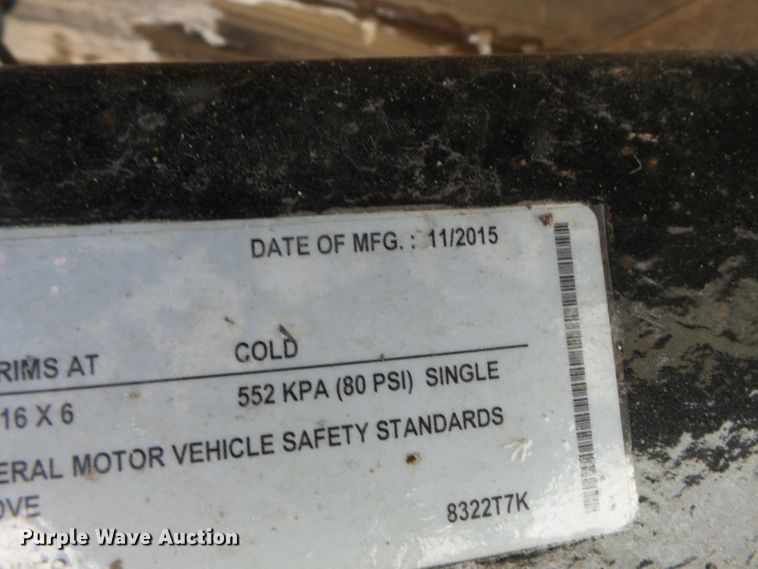 DATE OF MFG. : 11/2015
RIMS AT COLD
16 X 6 552 KPA (80 PSI) SINGLE
ERAL MOTOR VEHICLE SAFETY STANDARDS
OVE 8322T7K
Purple Wave Auction